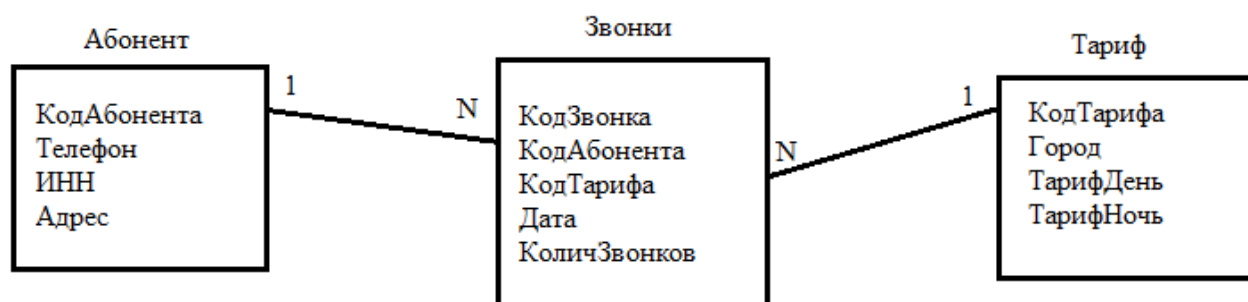 Абонент
КодАбонента
Телефон
ИНН
Адрес
1
N
Звонки
КодЗвонка
КодАбонента
КодТарифа
Дата
КоличЗвонков
N
1
Тариф
КодТарифа
Город
ТарифДень
ТарифНочь